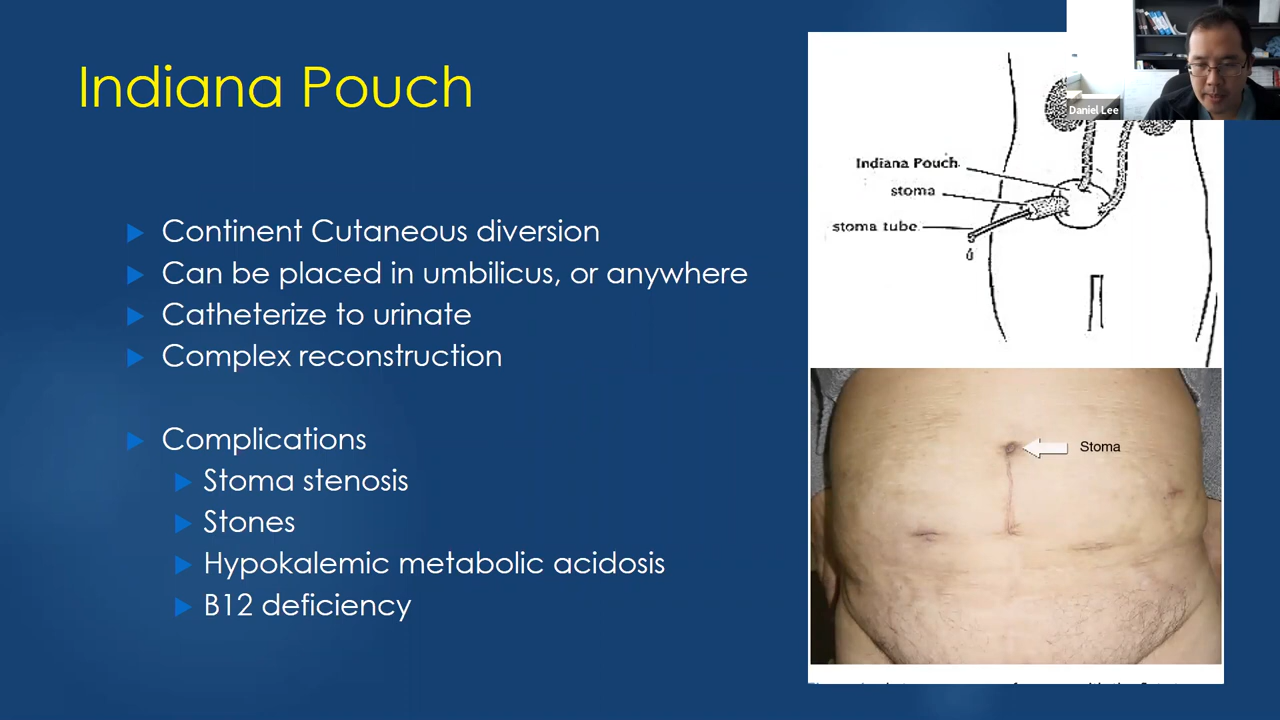 Indiana Pouch
Continent Cutaneous diversion
Can be placed in umbilicus, or anywhere
Catheterize to urinate
Complex reconstruction
Complications
Stoma stenosis
Stones
Hypokalemic metabolic acidosis
B12 deficiency
Daniel Lee
Indiana Pouch
stoma
stoma tube
Stoma